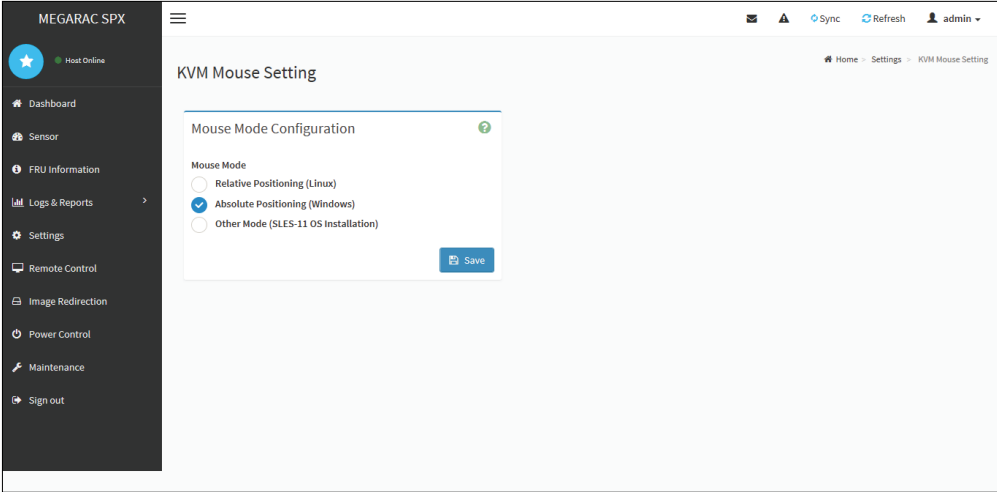 MEGARAC SPX
Sync
Refresh
admin
Host Online
Home > Settings > KVM Mouse Setting
KVM Mouse Setting
Dashboard
Sensor
FRU Information
Logs & Reports
Settings
Remote Control
Image Redirection
Power Control
Maintenance
Sign out
Mouse Mode Configuration
Mouse Mode
Relative Positioning (Linux)
Absolute Positioning (Windows)
Other Mode (SLES-11 OS Installation)
Save